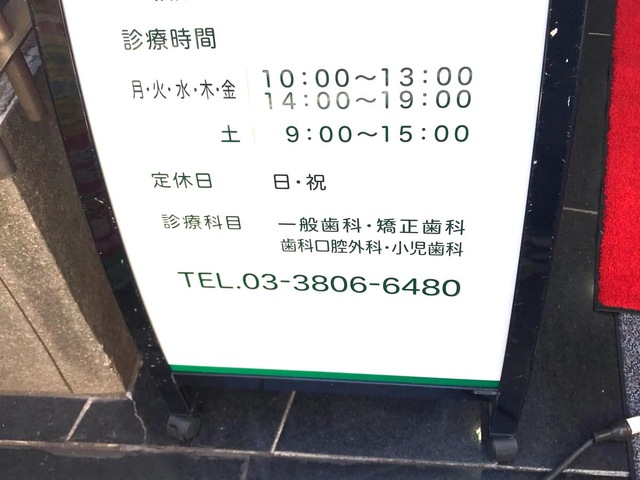 診療時間
月・火・水・木・金 10:00～13:00
14:00～19:00
土 9:00～15:00
定休日 日・祝
診療科目 一般歯科・矯正歯科
歯科口腔外科・小児歯科
TEL.03-3806-6480